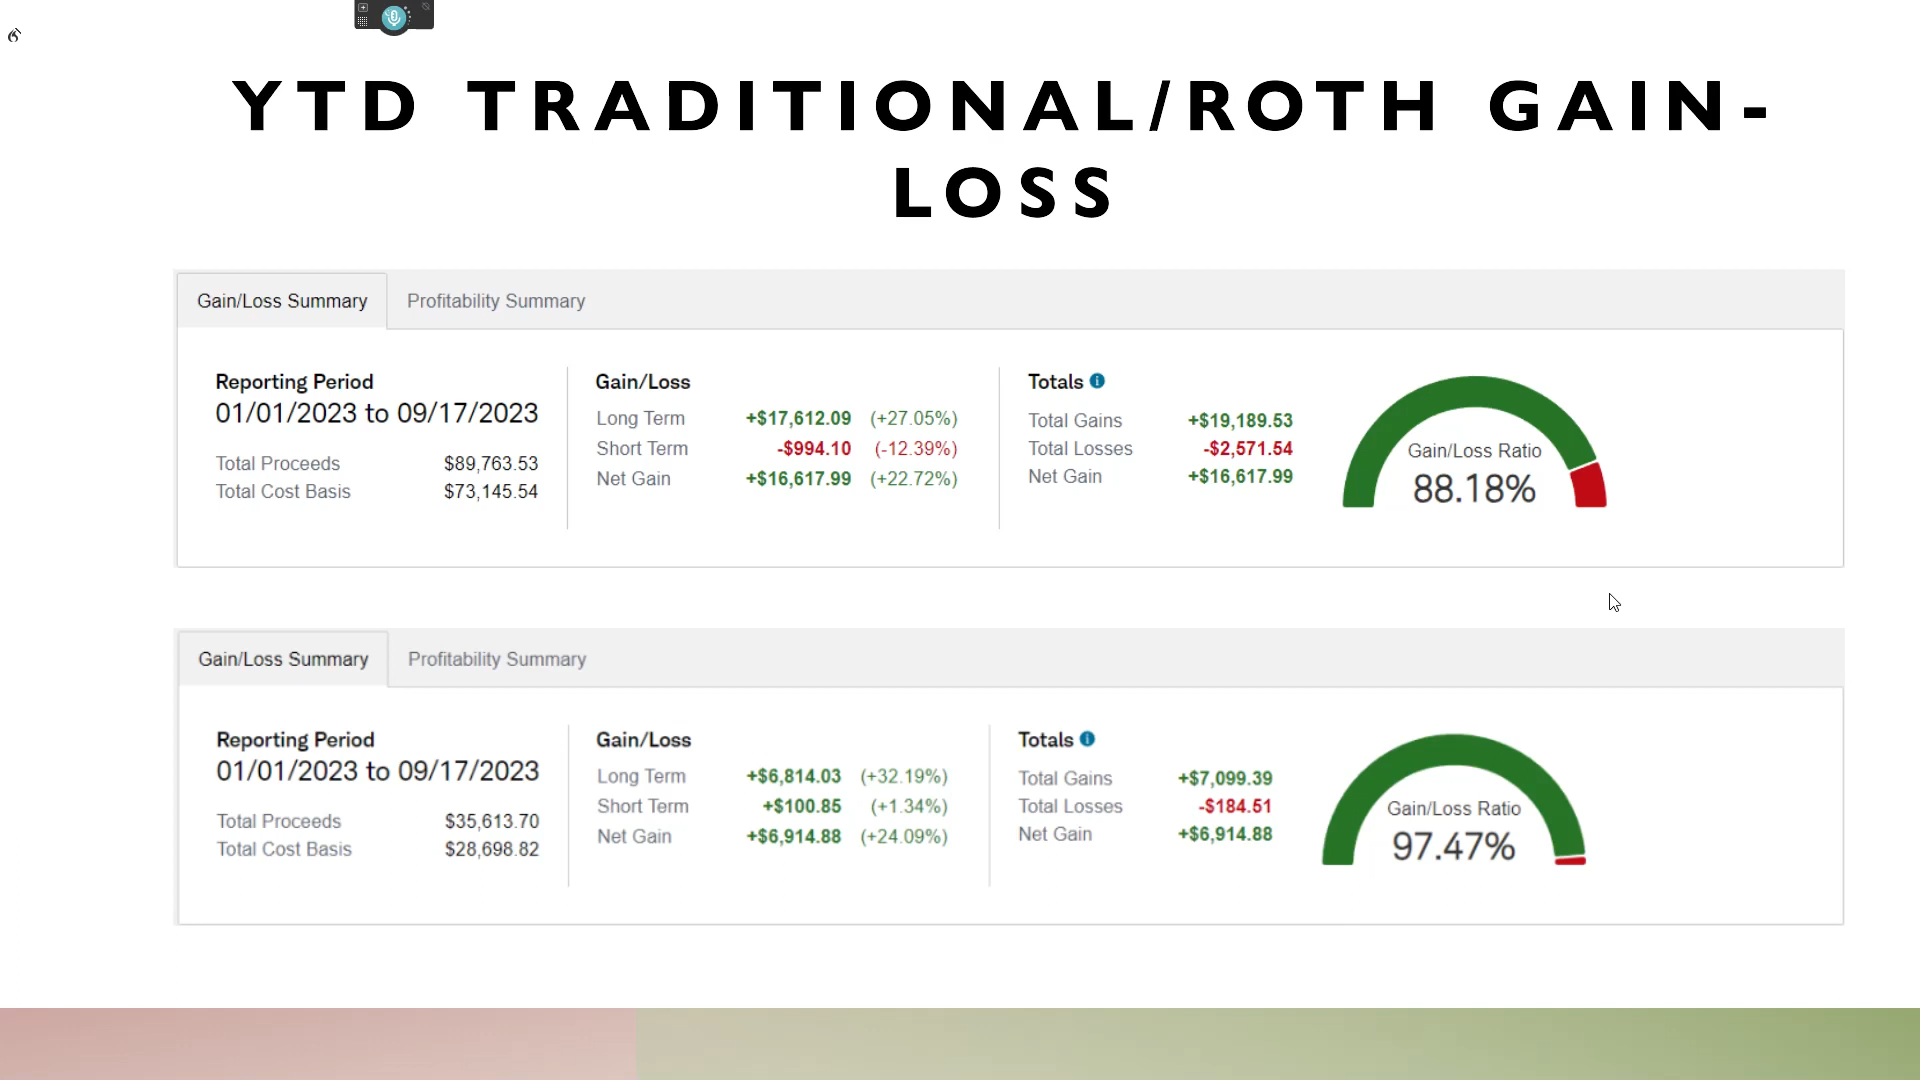 YTD TRADITIONAL/ROTH GAIN-
LOSS
Gain/Loss Summary Profitability Summary
Reporting Period
01/01/2023 to 09/17/2023
Total Proceeds $89,763.53
Total Cost Basis $73,145.54
Gain/Loss
Long Term +$17,612.09 (+27.05%)
Short Term -$994.10 (-12.39%)
Net Gain +$16,617.99 (+22.72%)
Totals
Total Gains +$19,189.53
Total Losses -$2,571.54
Net Gain +$16,617.99
Gain/Loss Ratio
88.18%
Gain/Loss Summary Profitability Summary
Reporting Period
01/01/2023 to 09/17/2023
Total Proceeds $35,613.70
Total Cost Basis $28,698.82
Gain/Loss
Long Term +$6,814.03 (+32.19%)
Short Term +$100.85 (+1.34%)
Net Gain +$6,914.88 (+24.09%)
Totals
Total Gains +$7,099.39
Total Losses -$184.51
Net Gain +$6,914.88
Gain/Loss Ratio
97.47%